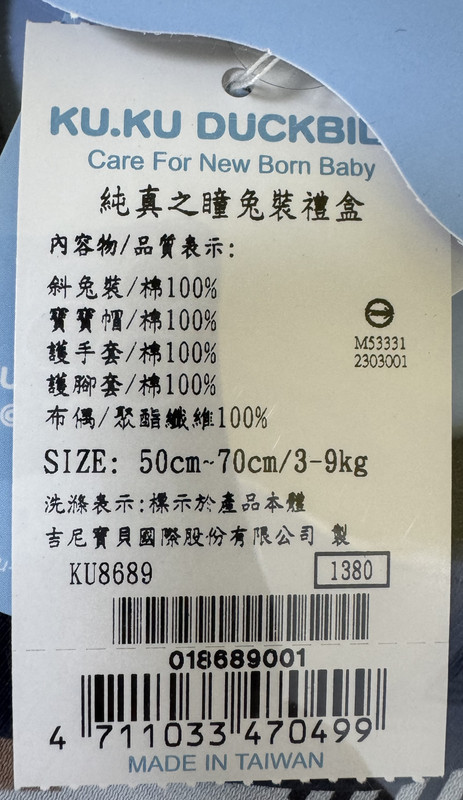 KU.KU DUCKBIL
Care For New Born Baby
純真之瞳兔裝禮盒
內容物/品質表示:
斜兔裝/棉100%
寶寶帽/棉100%
護手套/棉100%
護腳套/棉100%
布偶/聚酯纖維100%
M53331
2303001
SIZE: 50cm~70cm/3-9kg
洗滌表示:標示於產品本體
吉尼寶貝國際股份有限公司 製
KU8689
1380
018689001
4 711033 470499
MADE IN TAIWAN